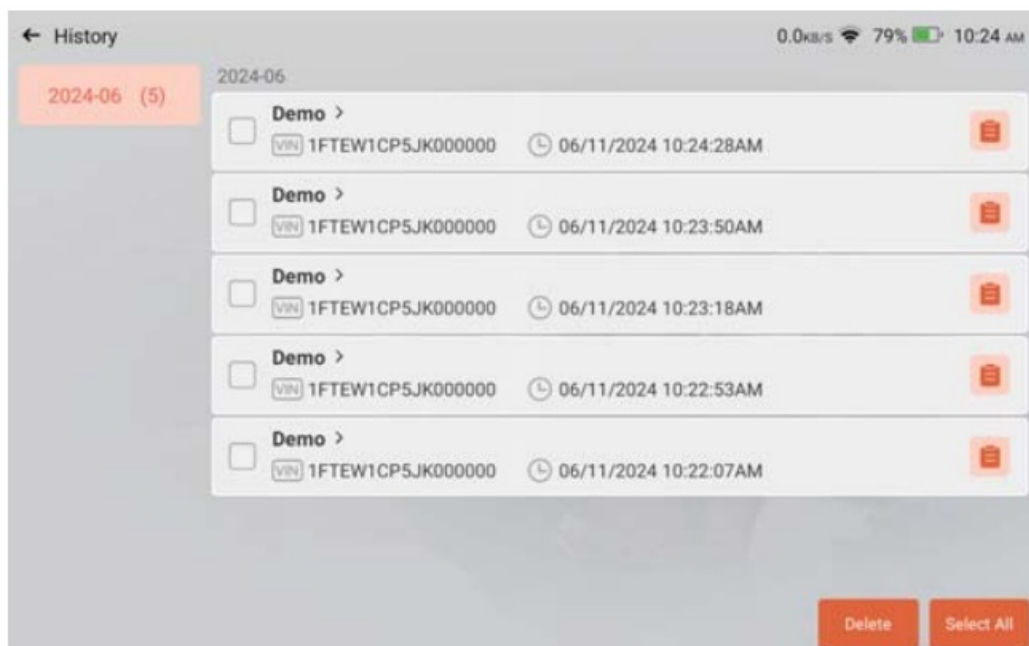 ← History 0.0KB/S 79% 10:24 AM
2024-06 (5)
2024-06
Demo >
VIN 1FTEW1CP5JK000000 06/11/2024 10:24:28AM
Demo >
VIN 1FTEW1CP5JK000000 06/11/2024 10:23:50AM
Demo >
VIN 1FTEW1CP5JK000000 06/11/2024 10:23:18AM
Demo >
VIN 1FTEW1CP5JK000000 06/11/2024 10:22:53AM
Demo >
VIN 1FTEW1CP5JK000000 06/11/2024 10:22:07AM
Delete Select All